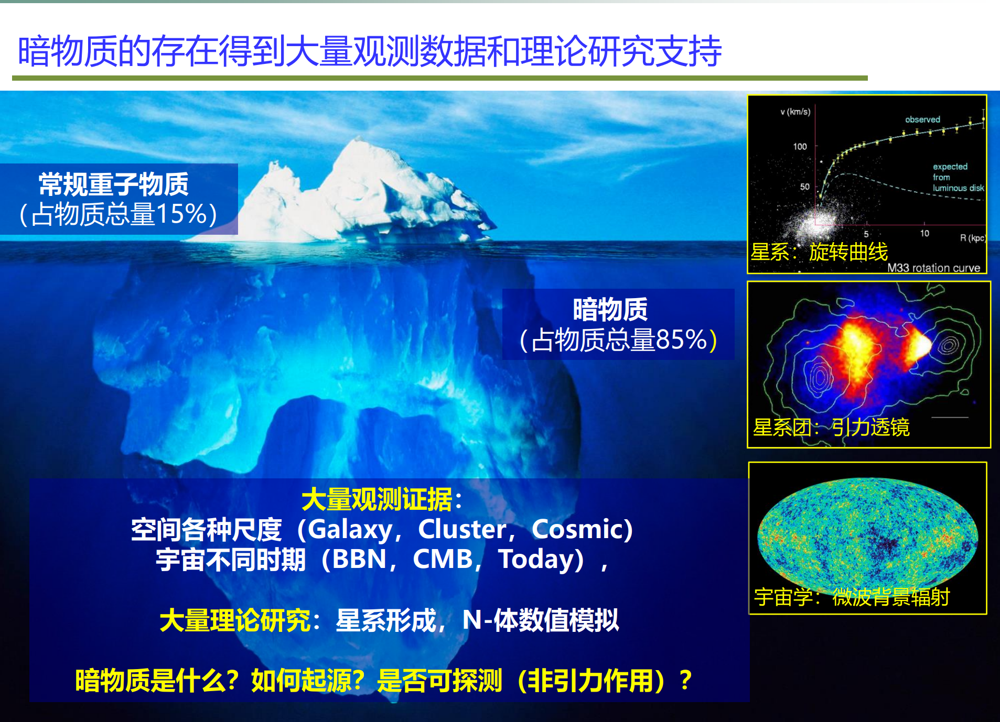 暗物质的存在得到大量观测数据和理论研究支持
常规重子物质
（占物质总量15%）
暗物质
（占物质总量85%）
大量观测证据：
空间各种尺度（Galaxy，Cluster，Cosmic）
宇宙不同时期（BBN，CMB，Today），
大量理论研究：星系形成，N-体数值模拟
暗物质是什么？如何起源？是否可探测（非引力作用）？
v (km/s)
observed
100
expected
from
luminous disk
50
5
10
R (kpc)
星系：旋转曲线
M33 rotation curve
星系团：引力透镜
宇宙学：微波背景辐射